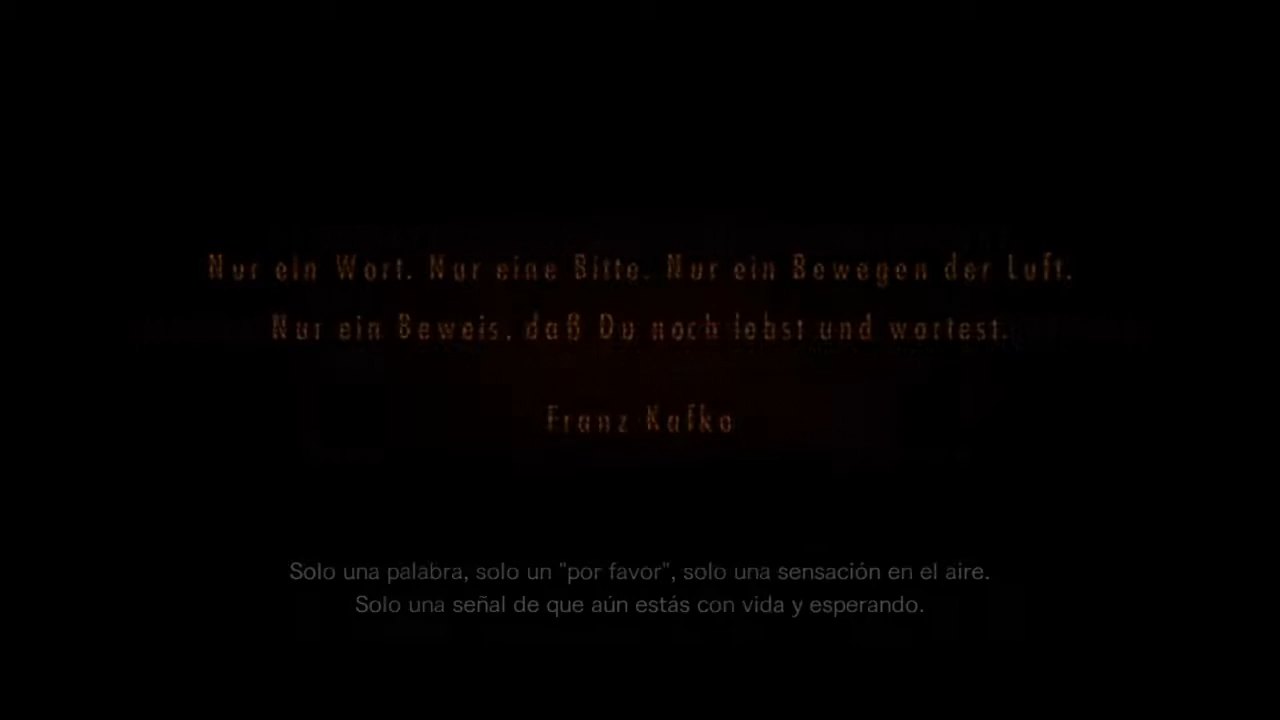 Nur ein Wort. Nur eine Bitte. Nur ein Bewegen der Luft.
Nur ein Beweis, daß Du noch lebst und wartest.
Franz Kafka
Solo una palabra, solo un "por favor", solo una sensación en el aire.
Solo una señal de que aún estás con vida y esperando.